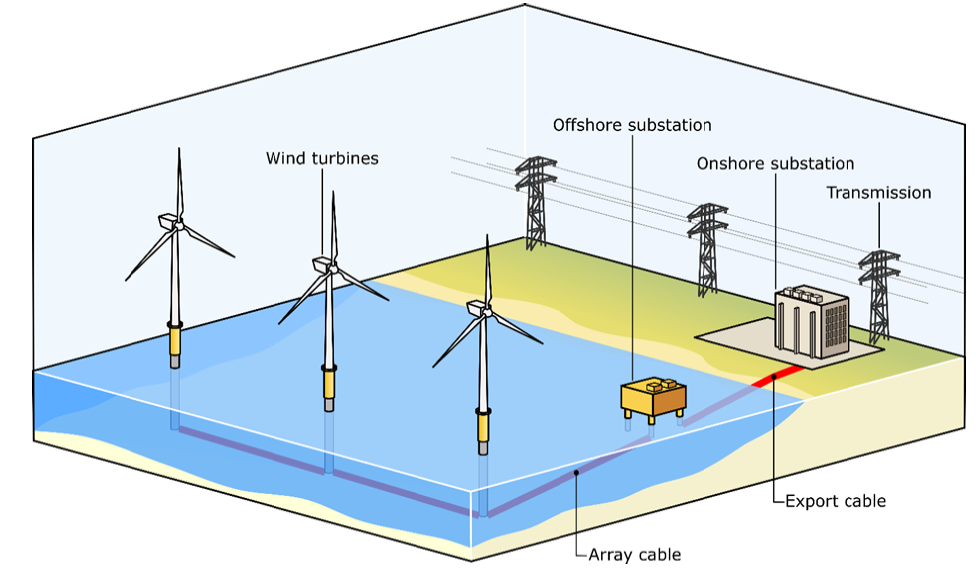 Offshore substation
Wind turbines
Onshore substation
Transmission
Export cable
Array cable